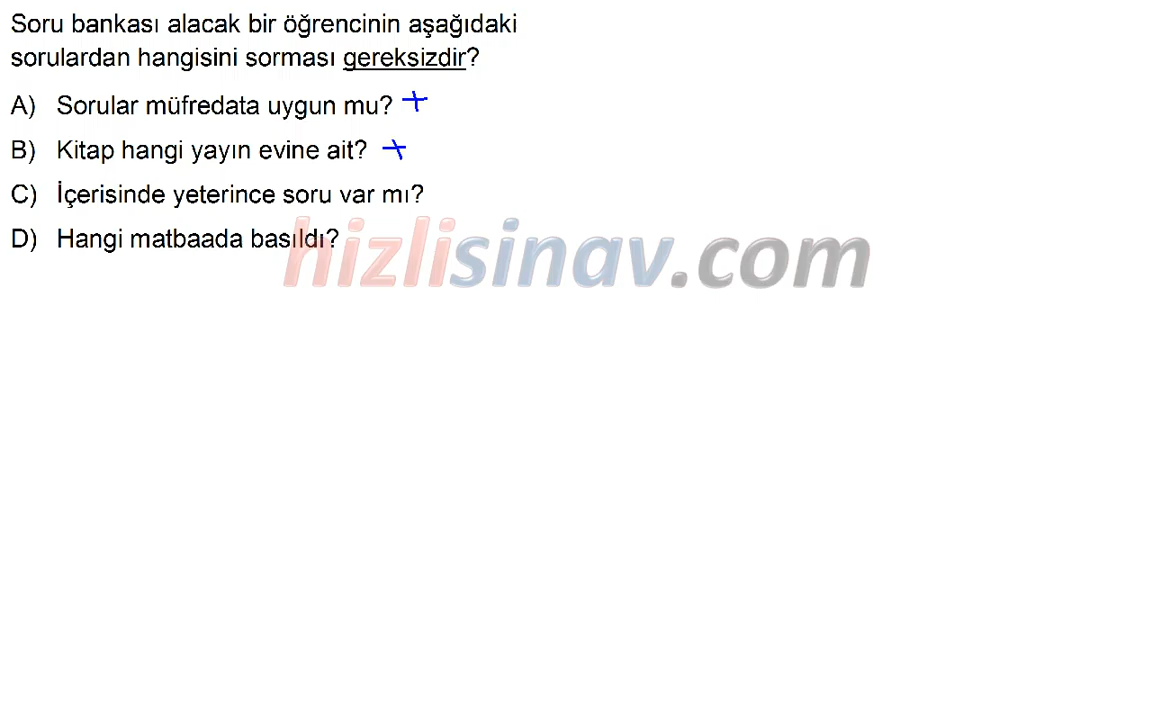 Soru bankası alacak bir öğrencinin aşağıdaki
sorulardan hangisini sorması gereksizdir?
A) Sorular müfredata uygun mu? +
B) Kitap hangi yayın evine ait? +
C) İçerisinde yeterince soru var mı?
D) Hangi matbaada basıldı?
hizlisinav.com